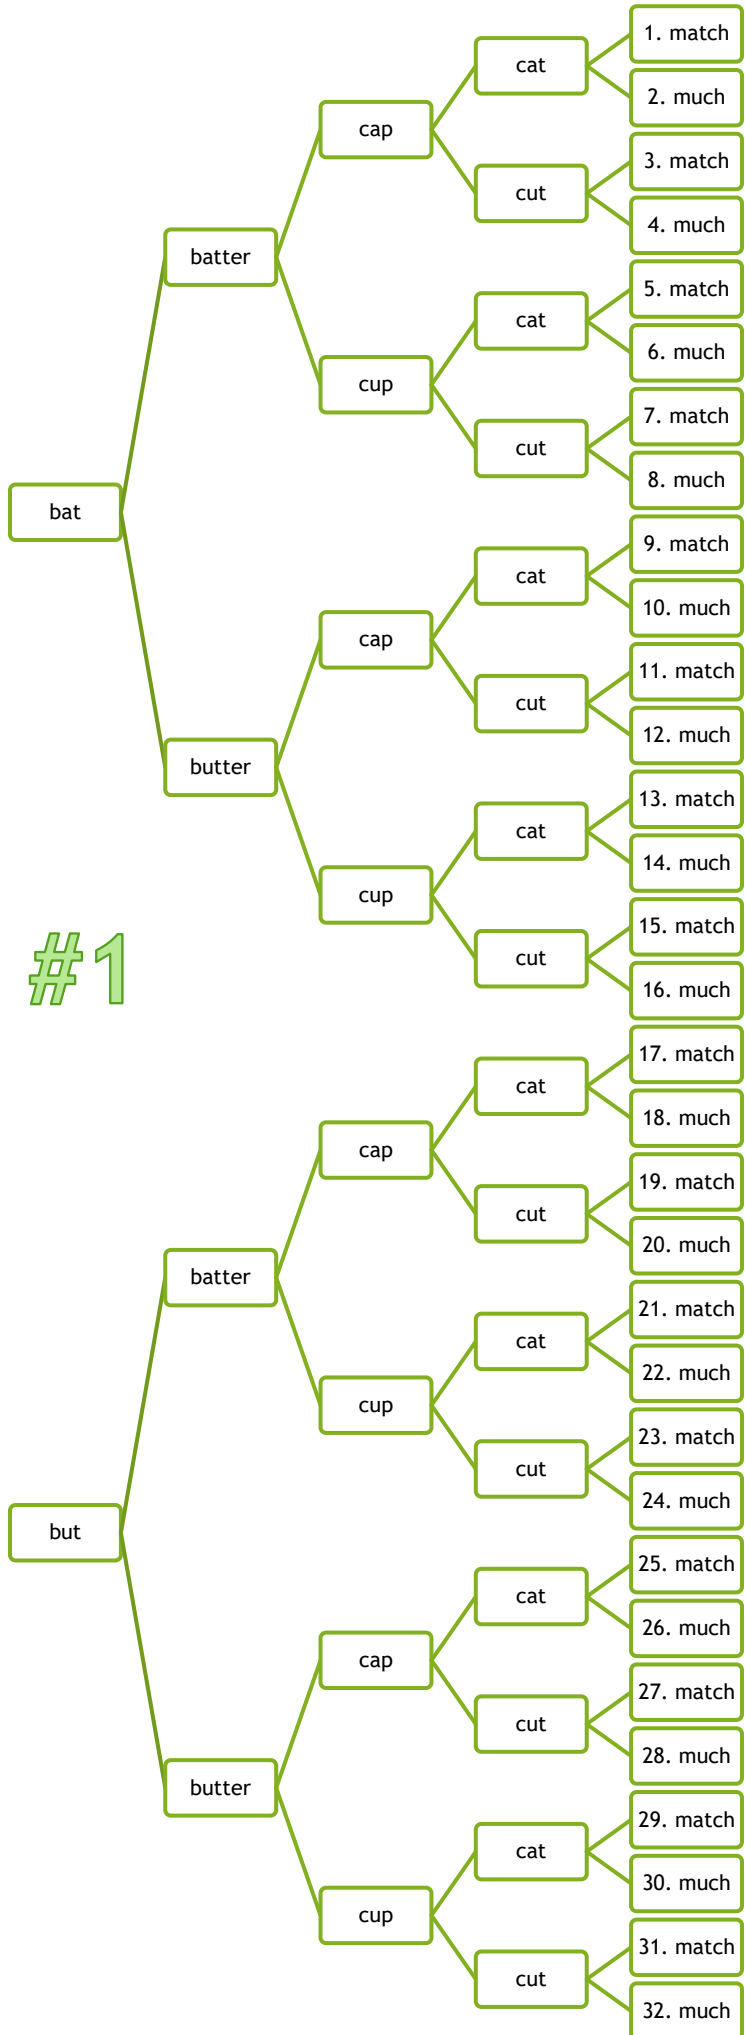 1. match
cat
2. much
cap
3. match
cut
4. much
batter
5. match
cat
6. much
cup
7. match
cut
8. much
bat
9. match
cat
10. much
cap
11. match
cut
12. much
butter
13. match
cat
14. much
cup
15. match
cut
16. much
#1
17. match
cat
18. much
cap
19. match
cut
20. much
batter
21. match
cat
22. much
cup
23. match
cut
24. much
but
25. match
cat
26. much
cap
27. match
cut
28. much
butter
29. match
cat
30. much
cup
31. match
cut
32. much